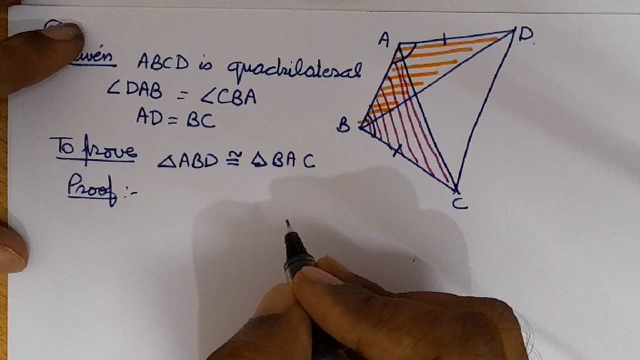 Given ABCD is quadrilateral
∠DAB = ∠CBA
AD = BC
To prove △ABD ≅ △BAC
Proof :-
A
D.
B
C